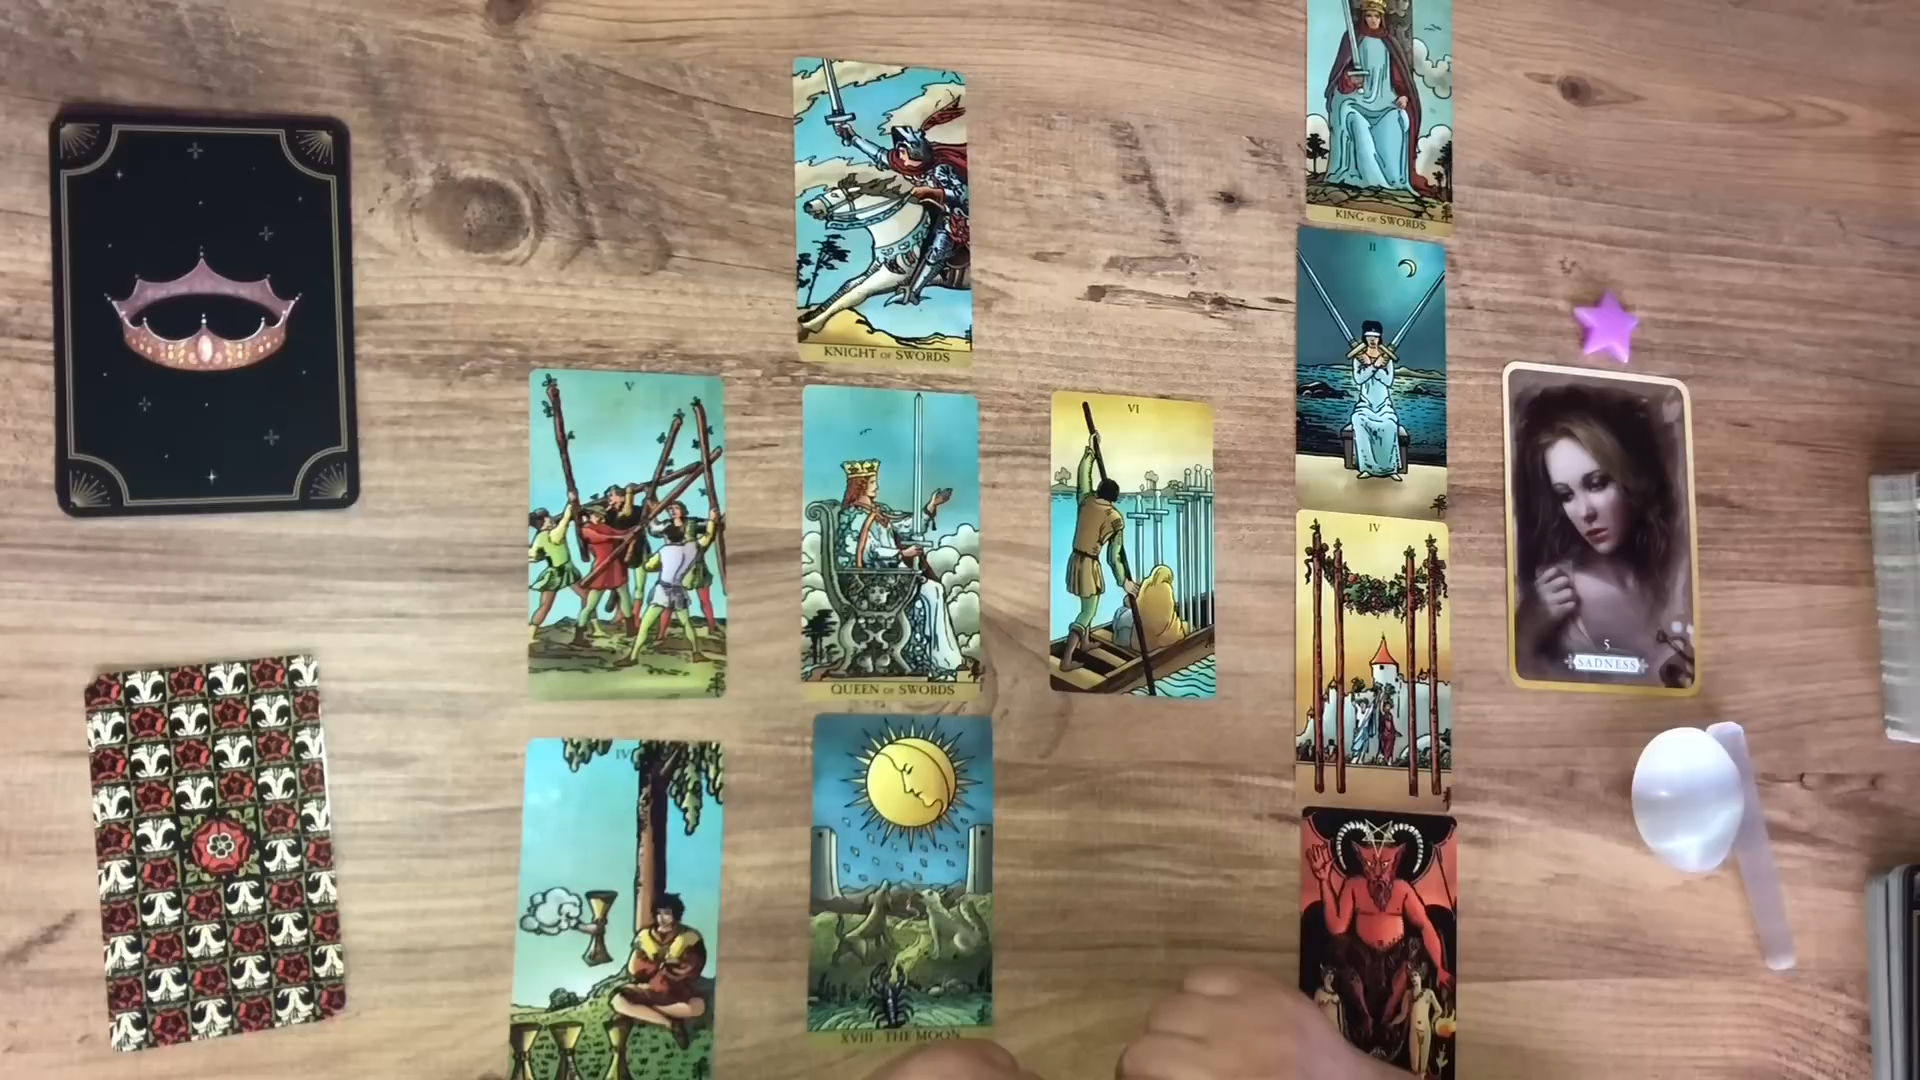 KING OF SWORDS
II
KNIGHT OF SWORDS
V
VI
IV
5
SADNESS
QUEEN OF SWORDS
IV
XVIII THE MOON